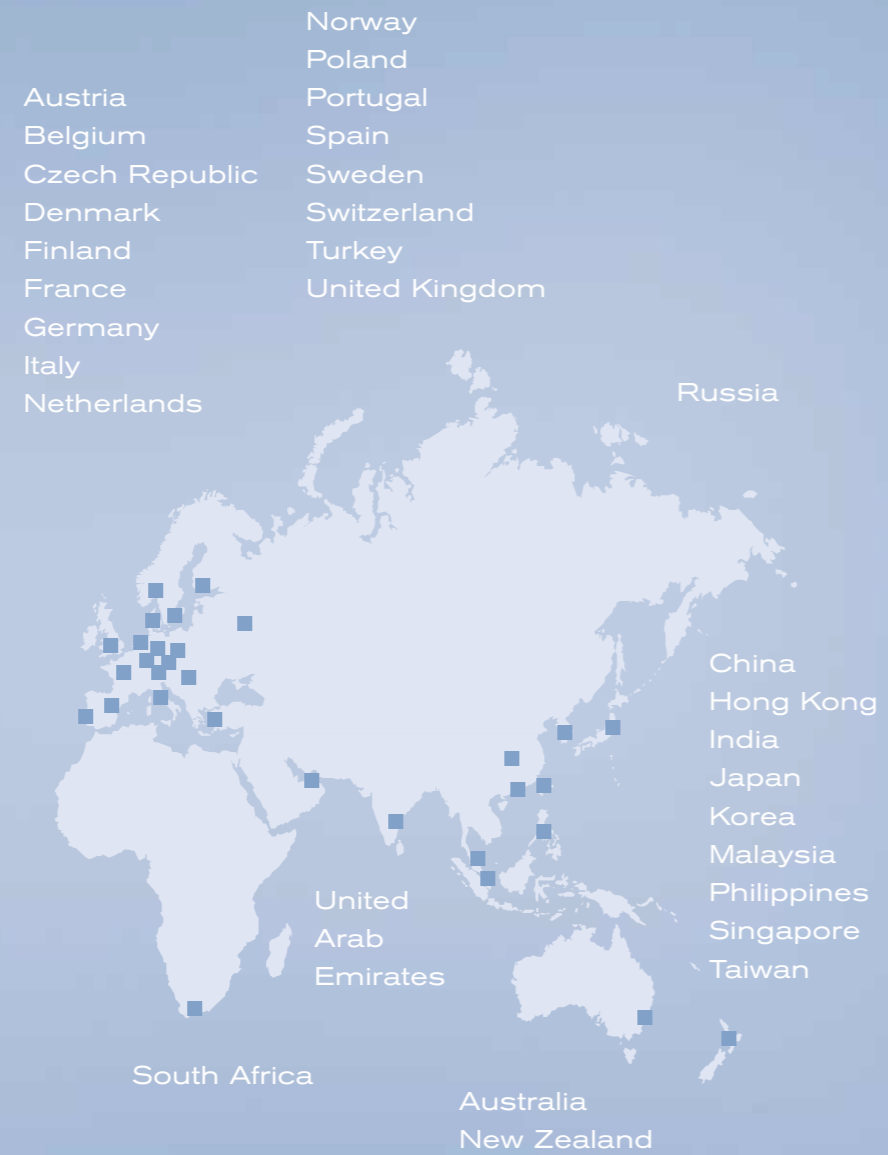 Austria
Belgium
Czech Republic
Denmark
Finland
France
Germany
Italy
Netherlands
Norway
Poland
Portugal
Spain
Sweden
Switzerland
Turkey
United Kingdom
Russia
China
Hong Kong
India
Japan
Korea
Malaysia
Philippines
Singapore
Taiwan
United
Arab
Emirates
South Africa
Australia
New Zealand